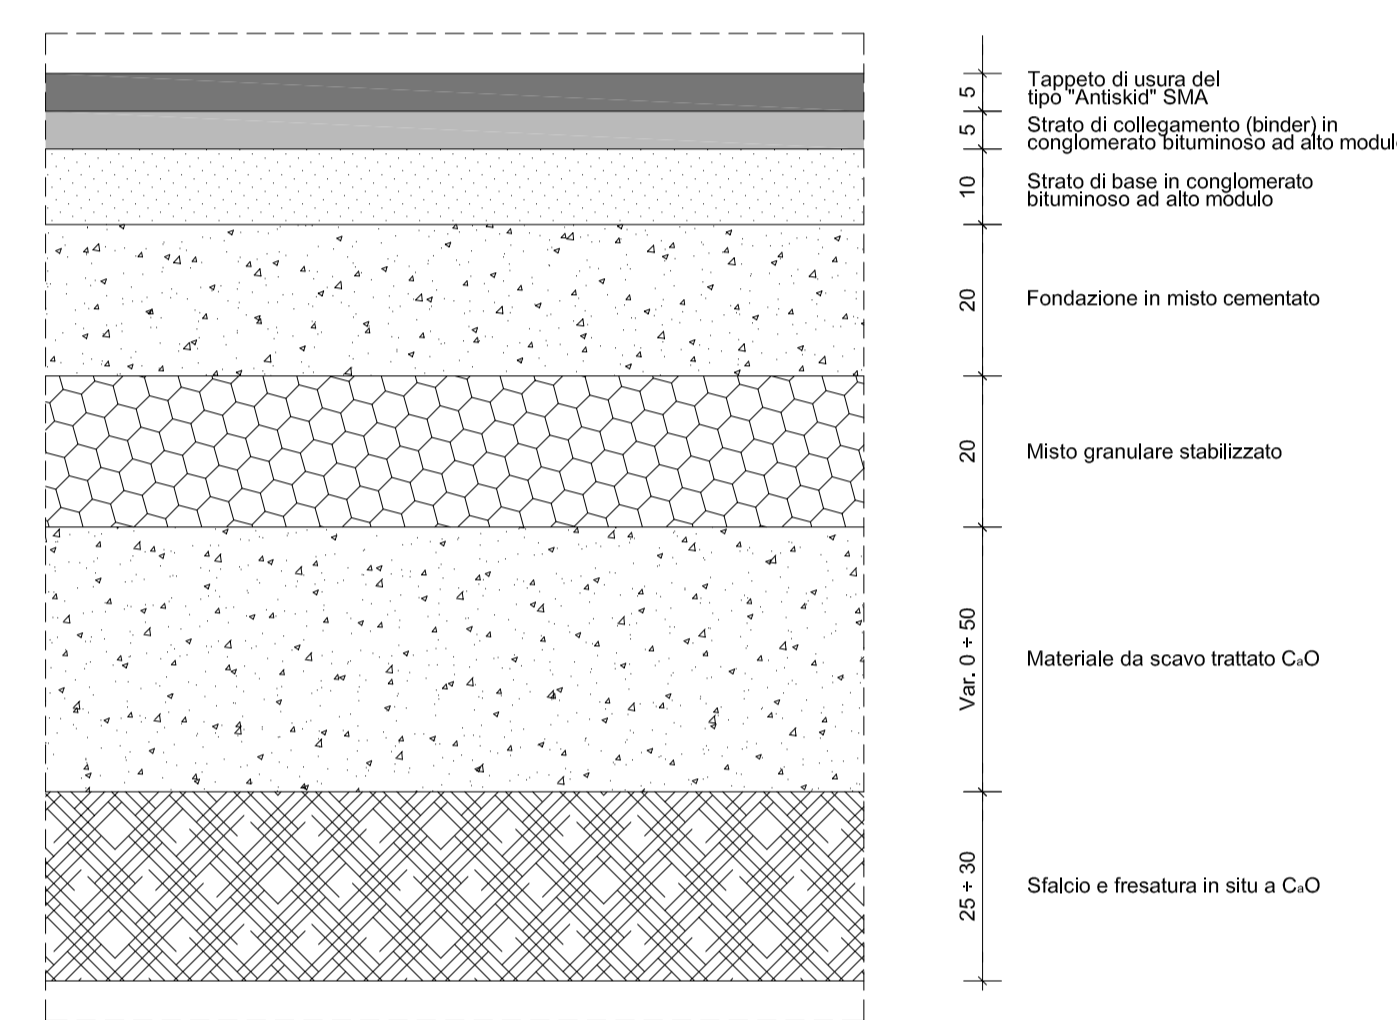 5
Tappeto di usura del
tipo "Antiskid" SMA
5
Strato di collegamento (binder) in
conglomerato bituminoso ad alto modul
10
Strato di base in conglomerato
bituminoso ad alto modulo
20
Fondazione in misto cementato
20
Misto granulare stabilizzato
Var. 0 ÷ 50
Materiale da scavo trattato CaO
25 ÷ 30
Sfalcio e fresatura in situ a CaO